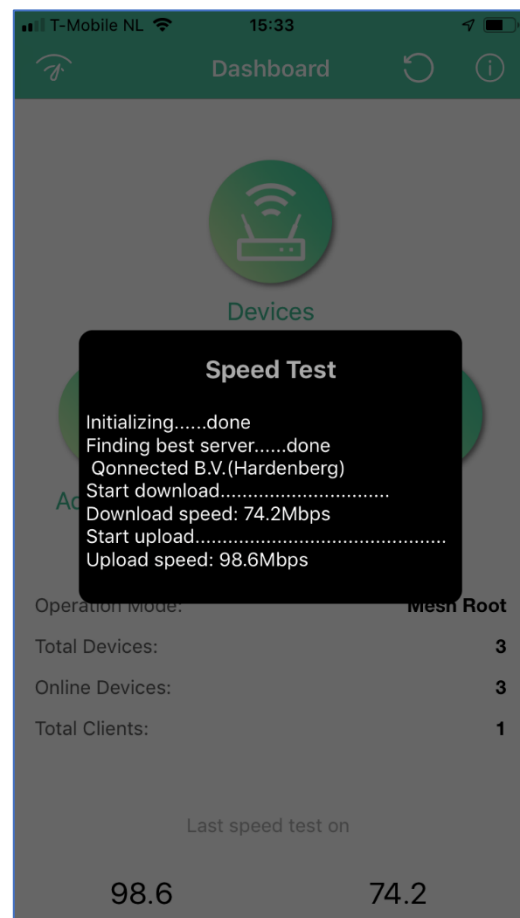 T-Mobile NL 15:33
Dashboard
Devices
Speed Test
Initializing......done
Finding best server......done
Qonnected B.V.(Hardenberg)
Start download..............................
Download speed: 74.2Mbps
Start upload.............................................
Upload speed: 98.6Mbps
Operation Mode: Mesh Root
Total Devices: 3
Online Devices: 3
Total Clients: 1
Last speed test on
98.6 74.2